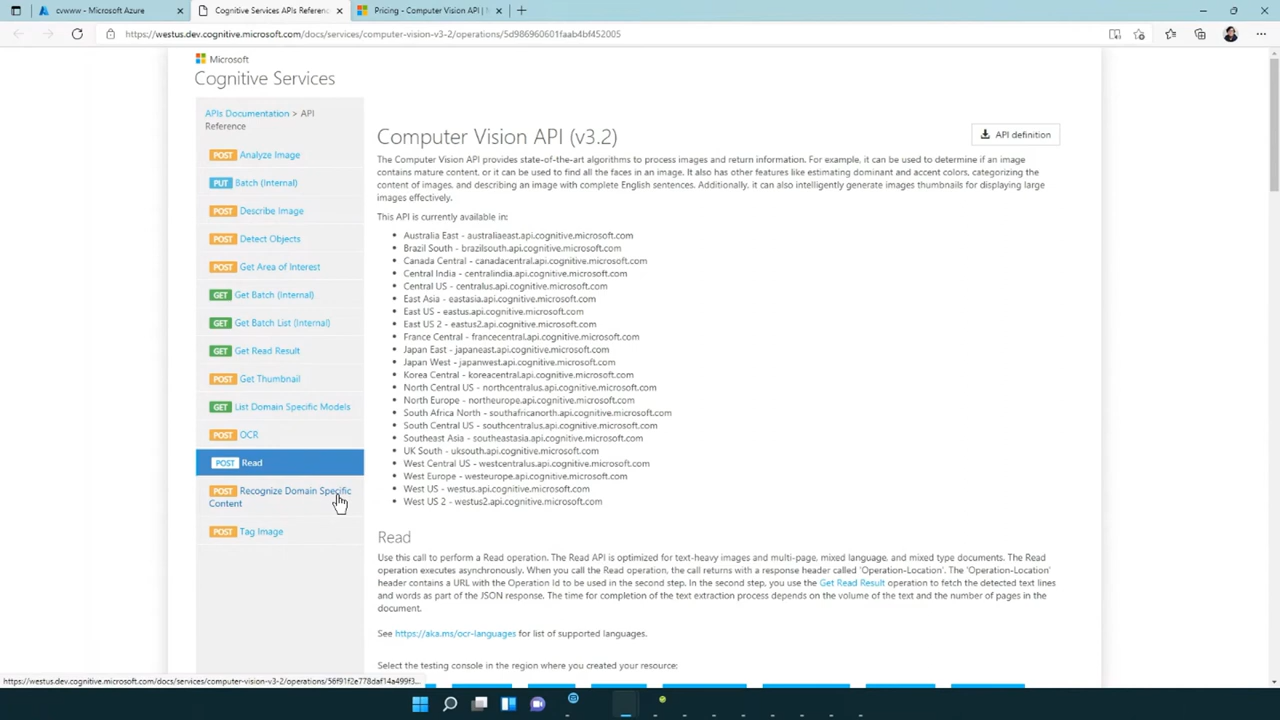 cvwww - Microsoft Azure
Cognitive Services APIs Referenc
Pricing - Computer Vision API | M
https://westus.dev.cognitive.microsoft.com/docs/services/computer-vision-v3-2/operations/5d986960601faab4bf452005
Microsoft
Cognitive Services
APIs Documentation > API
Reference
POST Analyze Image
PUT Batch (Internal)
POST Describe Image
POST Detect Objects
POST Get Area of Interest
GET Get Batch (Internal)
GET Get Batch List (Internal)
GET Get Read Result
POST Get Thumbnail
GET List Domain Specific Models
POST OCR
POST Read
POST Recognize Domain Specific
Content
POST Tag Image
Computer Vision API (v3.2)
API definition
The Computer Vision API provides state-of-the-art algorithms to process images and return information. For example, it can be used to determine if an image
contains mature content, or it can be used to find all the faces in an image. It also has other features like estimating dominant and accent colors, categorizing the
content of images, and describing an image with complete English sentences. Additionally, it can also intelligently generate images thumbnails for displaying large
images effectively.
This API is currently available in:
• Australia East - australiaeast.api.cognitive.microsoft.com
• Brazil South - brazilsouth.api.cognitive.microsoft.com
• Canada Central - canadacentral.api.cognitive.microsoft.com
• Central India - centralindia.api.cognitive.microsoft.com
• Central US - centralus.api.cognitive.microsoft.com
• East Asia - eastasia.api.cognitive.microsoft.com
• East US - eastus.api.cognitive.microsoft.com
• East US 2 - eastus2.api.cognitive.microsoft.com
• France Central - francecentral.api.cognitive.microsoft.com
• Japan East - japaneast.api.cognitive.microsoft.com
• Japan West - japanwest.api.cognitive.microsoft.com
• Korea Central - koreacentral.api.cognitive.microsoft.com
• North Central US - northcentralus.api.cognitive.microsoft.com
• North Europe - northeurope.api.cognitive.microsoft.com
• South Africa North - southafricanorth.api.cognitive.microsoft.com
• South Central US - southcentralus.api.cognitive.microsoft.com
• Southeast Asia - southeastasia.api.cognitive.microsoft.com
• UK South - uksouth.api.cognitive.microsoft.com
• West Central US - westcentralus.api.cognitive.microsoft.com
• West Europe - westeurope.api.cognitive.microsoft.com
• West US - westus.api.cognitive.microsoft.com
• West US 2 - westus2.api.cognitive.microsoft.com
Read
Use this call to perform a Read operation. The Read API is optimized for text-heavy images and multi-page, mixed language, and mixed type documents. The Read
operation executes asynchronously. When you call the Read operation, the call returns with a response header called 'Operation-Location'. The 'Operation-Location'
header contains a URL with the Operation Id to be used in the second step. In the second step, you use the Get Read Result operation to fetch the detected text lines
and words as part of the JSON response. The time for completion of the text extraction process depends on the volume of the text and the number of pages in the
document.
See https://aka.ms/ocr-languages for list of supported languages.
Select the testing console in the region where you created your resource:
https://westus.dev.cognitive.microsoft.com/docs/services/computer-vision-v3-2/operations/56f91f2e778daf14a499f3...